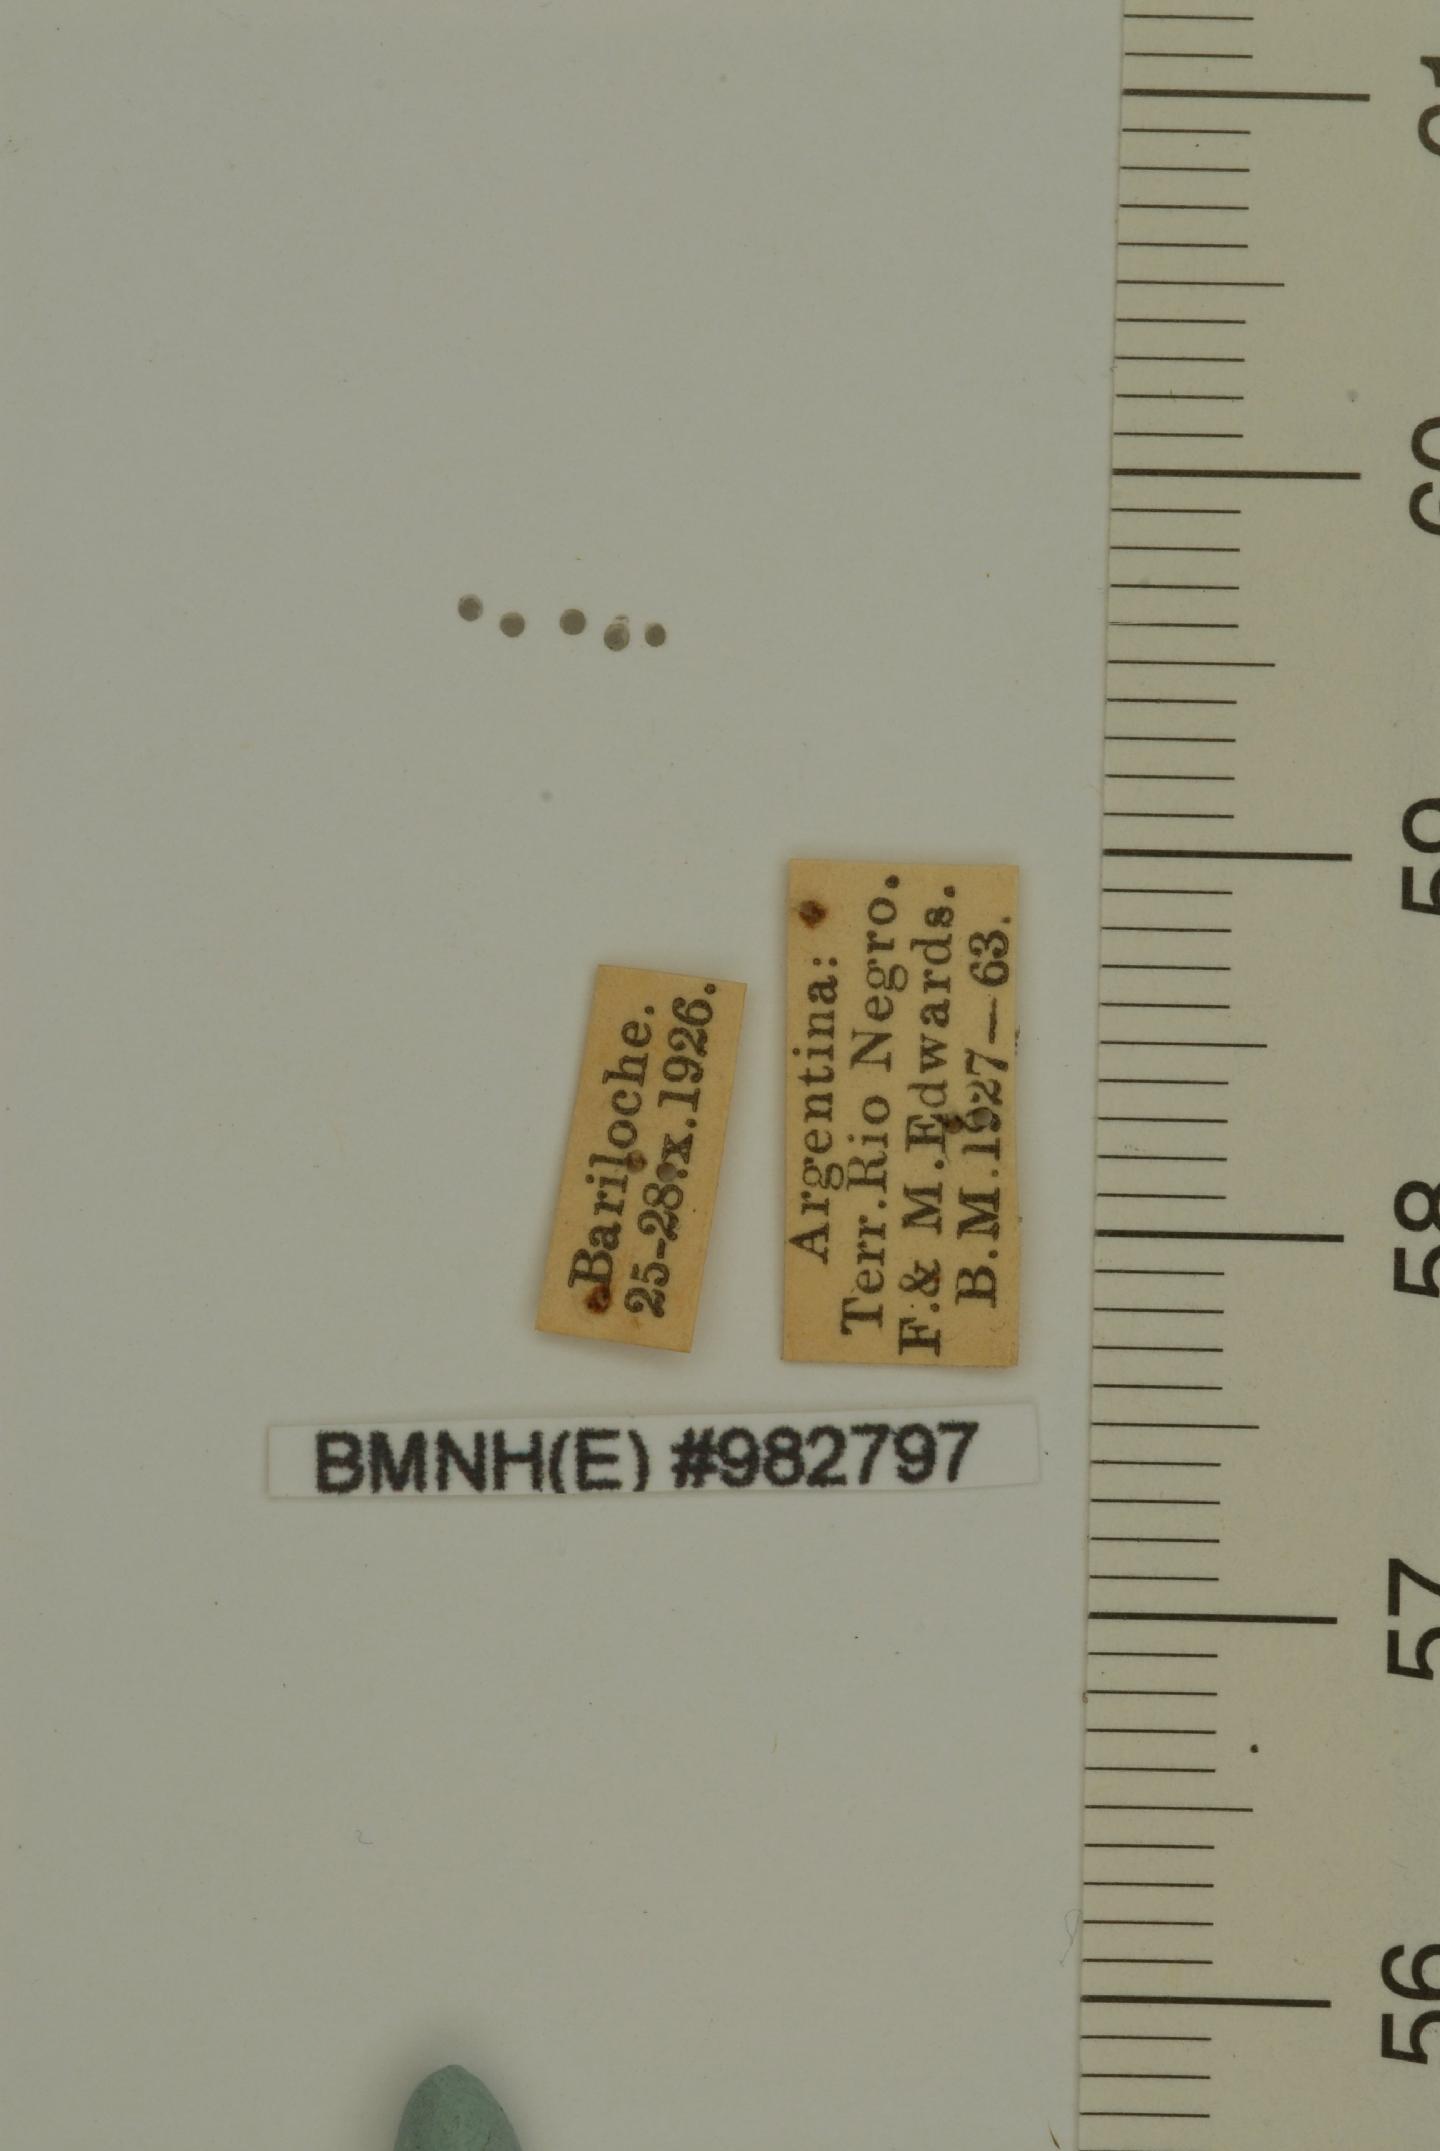 Bariloche.
25-28.x.1926.
Argentina:
Terr.Rio Negro.
F.& M.Edwards.
B.M.1927—63.
BMNH(E) #982797
60
59
58
57
56